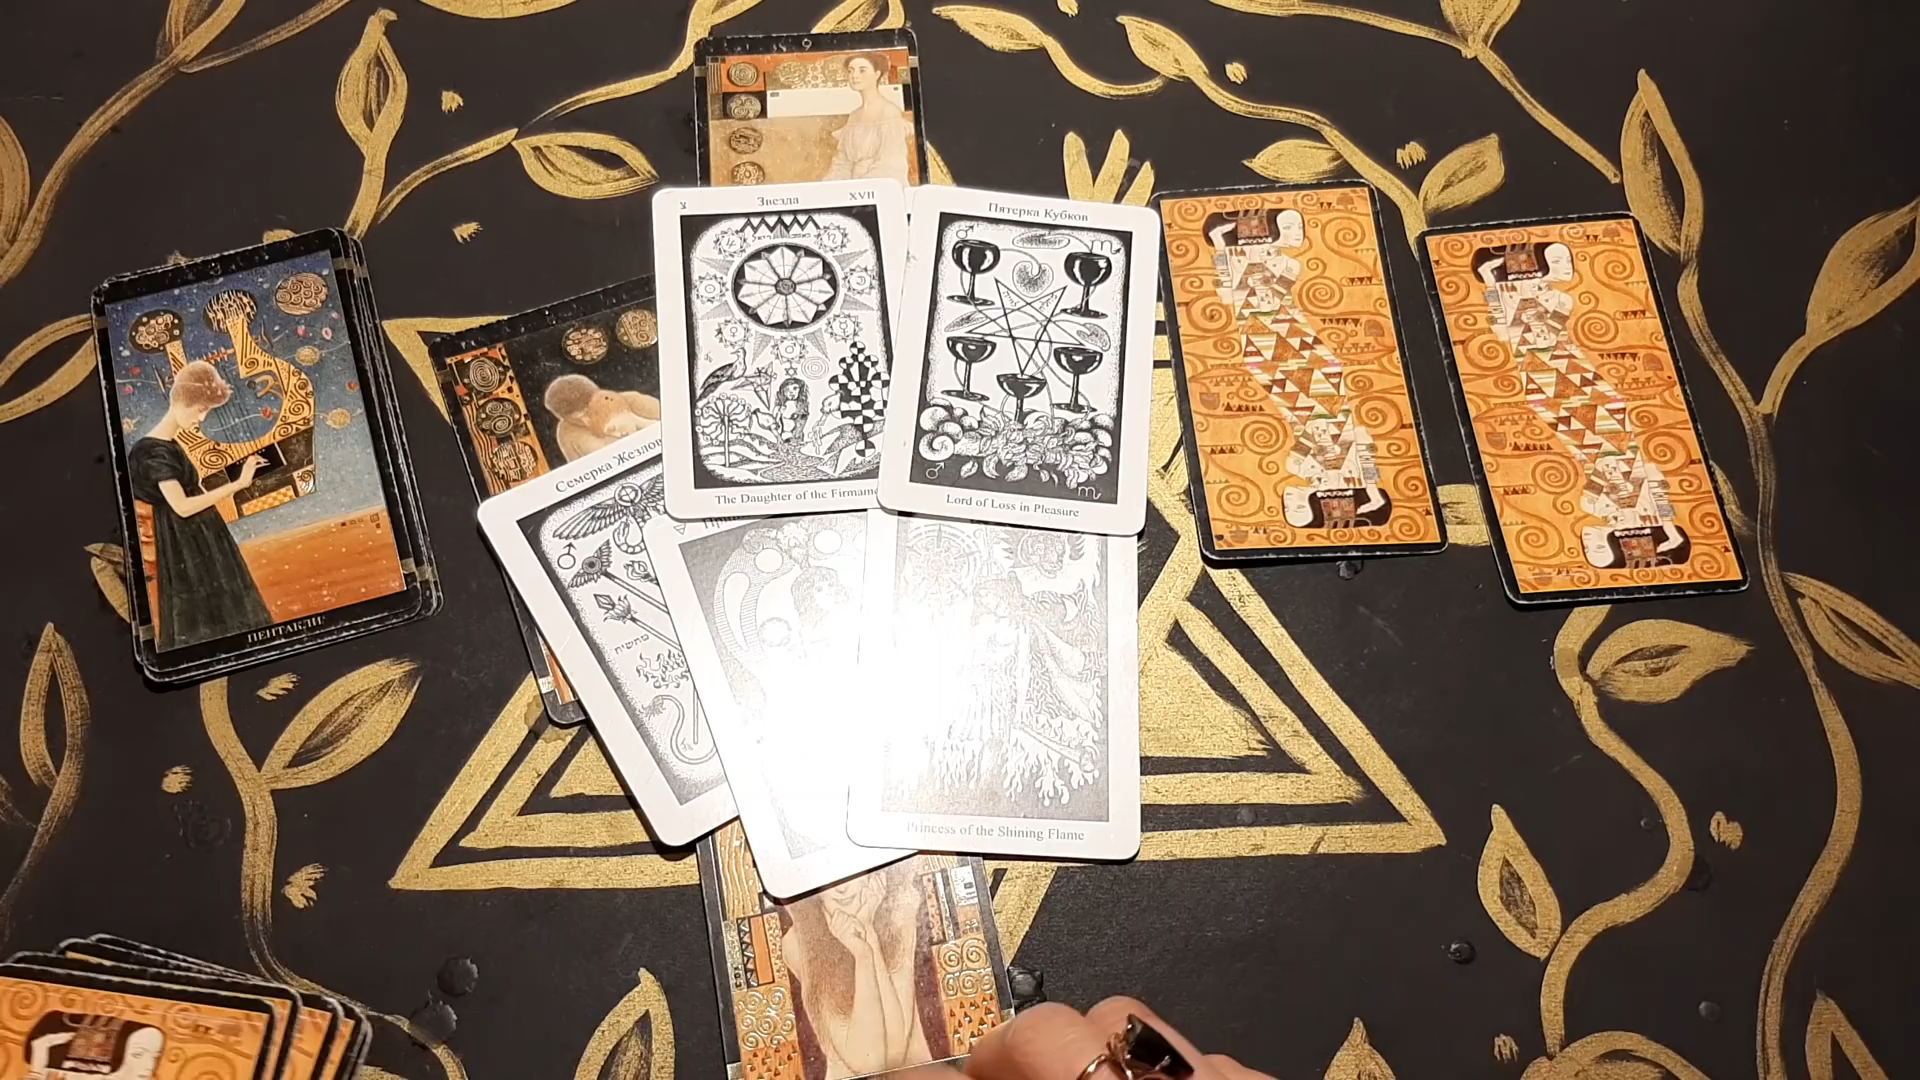 9
Звезда XVII
Пятерка Кубков
The Daughter of the Firmame
Lord of Loss in Pleasure
Семерка Жезлов
ПЕНТАКЛИ
Princess of the Shining Flame